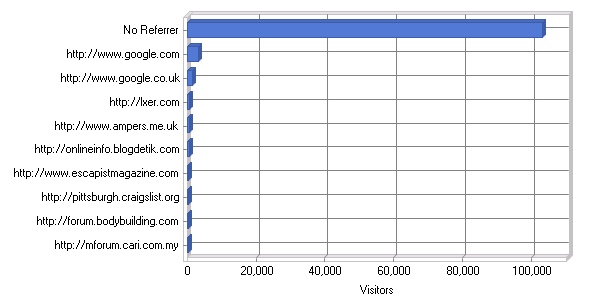 No Referrer
http://www.google.com
http://www.google.co.uk
http://lxer.com
http://www.ampers.me.uk
http://onlineinfo.blogdetik.com
http://www.escapistmagazine.com
http://pittsburgh.craigslist.org
http://forum.bodybuilding.com
http://mforum.cari.com.my
0 20,000 40,000 60,000 80,000 100,000
Visitors